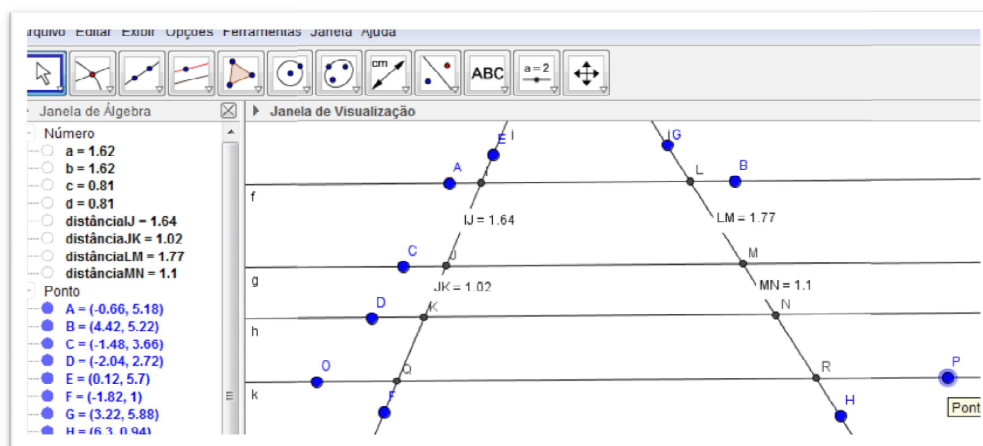 Arquivo Editar Exibir Opções Ferramentas Janela Ajuda
cm
ABC
a=2
Janela de Álgebra
Janela de Visualização
Número
a = 1.62
b = 1.62
c = 0.81
d = 0.81
distânciaIJ = 1.64
distânciaJK = 1.02
distânciaLM = 1.77
distânciaMN = 1.1
Ponto
A = (-0.66, 5.18)
B = (4.42, 5.22)
C = (-1.48, 3.66)
D = (-2.04, 2.72)
E = (0.12, 5.7)
F = (-1.82, 1)
G = (3.22, 5.88)
H = (6.3, 0.94)
E i
j G
A I L B
f
IJ = 1.64 LM = 1.77
C J M
g
JK = 1.02 MN = 1.1
D K N
h
O Q R P
k
F H
Pont